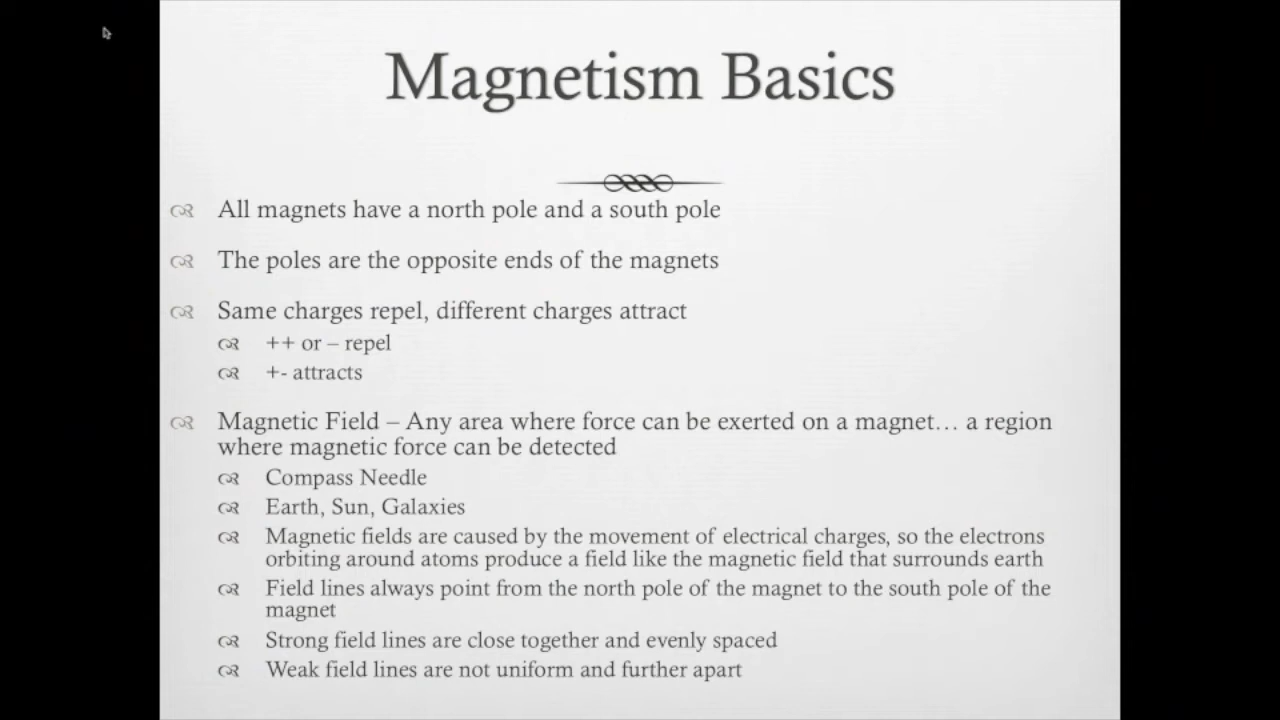 Magnetism Basics
All magnets have a north pole and a south pole
The poles are the opposite ends of the magnets
Same charges repel, different charges attract
++ or – repel
+- attracts
Magnetic Field – Any area where force can be exerted on a magnet… a region
where magnetic force can be detected
Compass Needle
Earth, Sun, Galaxies
Magnetic fields are caused by the movement of electrical charges, so the electrons
orbiting around atoms produce a field like the magnetic field that surrounds earth
Field lines always point from the north pole of the magnet to the south pole of the
magnet
Strong field lines are close together and evenly spaced
Weak field lines are not uniform and further apart